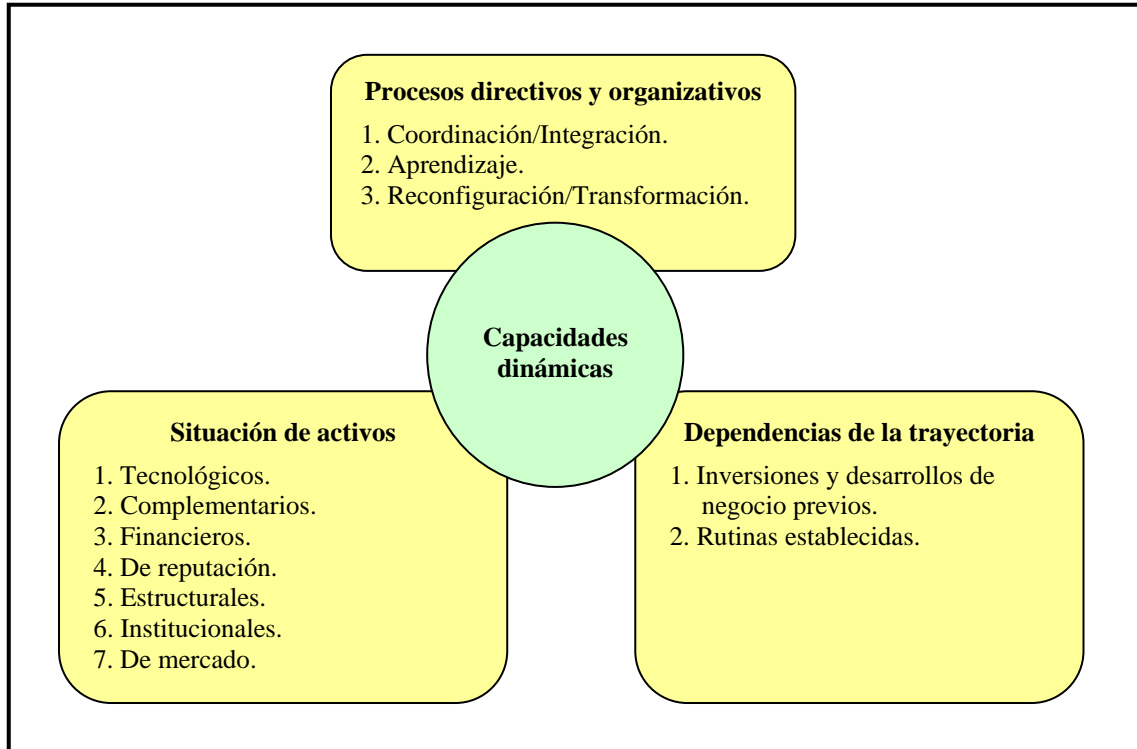 Procesos directivos y organizativos
1. Coordinación/Integración.
2. Aprendizaje.
3. Reconfiguración/Transformación.
Capacidades
dinámicas
Situación de activos
1. Tecnológicos.
2. Complementarios.
3. Financieros.
4. De reputación.
5. Estructurales.
6. Institucionales.
7. De mercado.
Dependencias de la trayectoria
1. Inversiones y desarrollos de
negocio previos.
2. Rutinas establecidas.